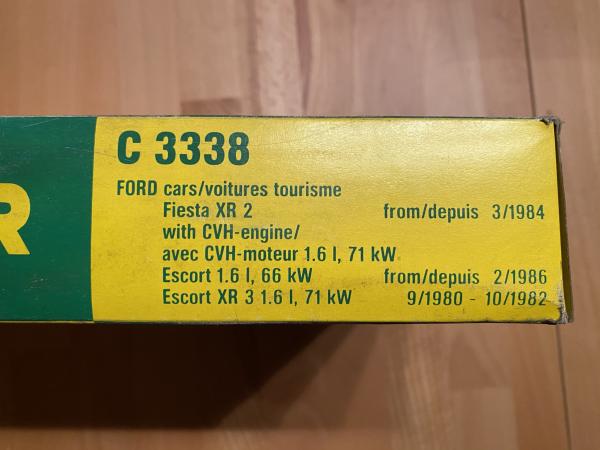 C 3338
R
FORD cars/voitures tourisme
Fiesta XR 2 from/depuis 3/1984
with CVH-engine/
avec CVH-moteur 1.6 l, 71 kW
Escort 1.6 l, 66 kW from/depuis 2/1986
Escort XR 3 1.6 l, 71 kW 9/1980 - 10/1982